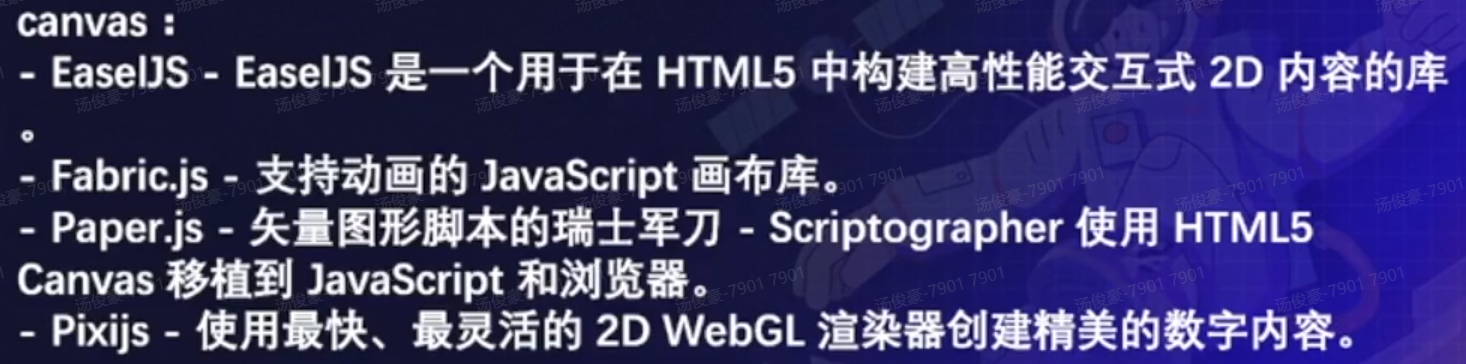 canvas：
- EaselJS - EaselJS 是一个用于在 HTML5 中构建高性能交互式 2D 内容的库
。
- Fabric.js - 支持动画的 JavaScript 画布库。
- Paper.js - 矢量图形脚本的瑞士军刀 - Scriptographer 使用 HTML5
Canvas 移植到 JavaScript 和浏览器。
- Pixijs - 使用最快、最灵活的 2D WebGL 渲染器创建精美的数字内容。
汤俊豪-7901